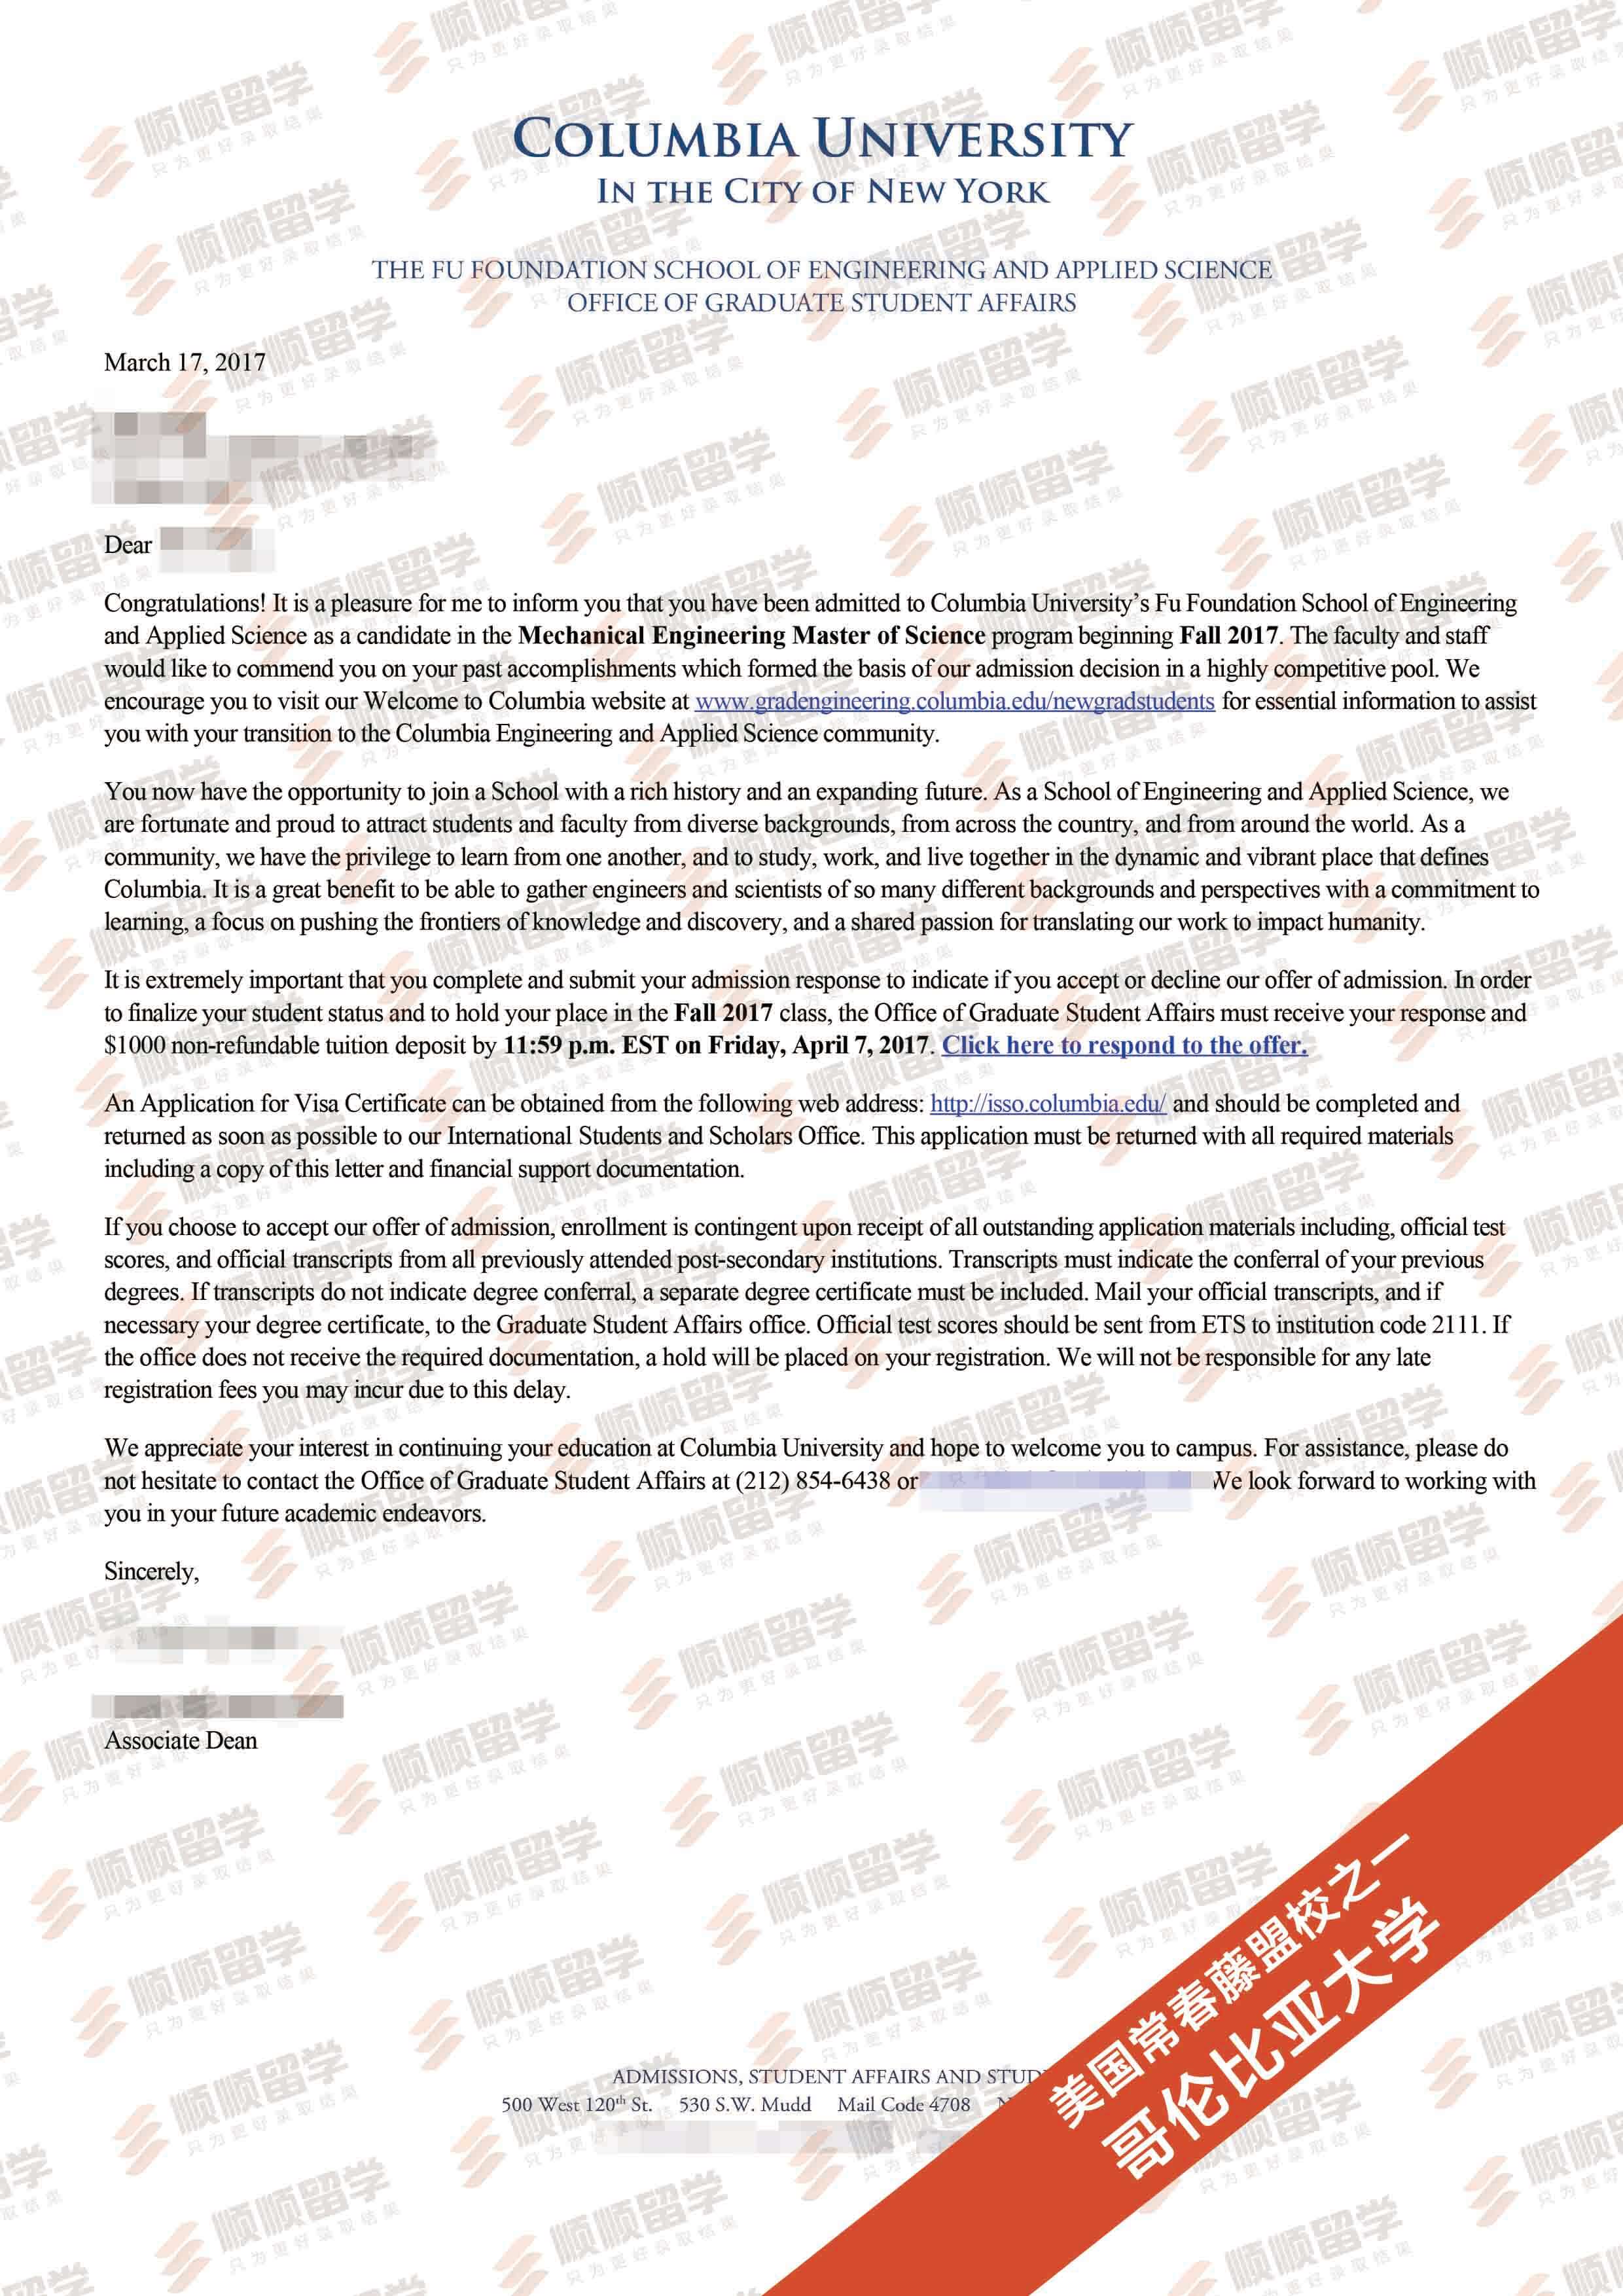 COLUMBIA UNIVERSITY
IN THE CITY OF NEW YORK
THE FU FOUNDATION SCHOOL OF ENGINEERING AND APPLIED SCIENCE
OFFICE OF GRADUATE STUDENT AFFAIRS
March 17, 2017
Dear
Congratulations! It is a pleasure for me to inform you that you have been admitted to Columbia University’s Fu Foundation School of Engineering
and Applied Science as a candidate in the Mechanical Engineering Master of Science program beginning Fall 2017. The faculty and staff
would like to commend you on your past accomplishments which formed the basis of our admission decision in a highly competitive pool. We
encourage you to visit our Welcome to Columbia website at www.gradengineering.columbia.edu/newgradstudents for essential information to assist
you with your transition to the Columbia Engineering and Applied Science community.
You now have the opportunity to join a School with a rich history and an expanding future. As a School of Engineering and Applied Science, we
are fortunate and proud to attract students and faculty from diverse backgrounds, from across the country, and from around the world. As a
community, we have the privilege to learn from one another, and to study, work, and live together in the dynamic and vibrant place that defines
Columbia. It is a great benefit to be able to gather engineers and scientists of so many different backgrounds and perspectives with a commitment to
learning, a focus on pushing the frontiers of knowledge and discovery, and a shared passion for translating our work to impact humanity.
It is extremely important that you complete and submit your admission response to indicate if you accept or decline our offer of admission. In order
to finalize your student status and to hold your place in the Fall 2017 class, the Office of Graduate Student Affairs must receive your response and
$1000 non-refundable tuition deposit by 11:59 p.m. EST on Friday, April 7, 2017. Click here to respond to the offer.
An Application for Visa Certificate can be obtained from the following web address: http://isso.columbia.edu/ and should be completed and
returned as soon as possible to our International Students and Scholars Office. This application must be returned with all required materials
including a copy of this letter and financial support documentation.
If you choose to accept our offer of admission, enrollment is contingent upon receipt of all outstanding application materials including, official test
scores, and official transcripts from all previously attended post-secondary institutions. Transcripts must indicate the conferral of your previous
degrees. If transcripts do not indicate degree conferral, a separate degree certificate must be included. Mail your official transcripts, and if
necessary your degree certificate, to the Graduate Student Affairs office. Official test scores should be sent from ETS to institution code 2111. If
the office does not receive the required documentation, a hold will be placed on your registration. We will not be responsible for any late
registration fees you may incur due to this delay.
We appreciate your interest in continuing your education at Columbia University and hope to welcome you to campus. For assistance, please do
not hesitate to contact the Office of Graduate Student Affairs at (212) 854-6438 or We look forward to working with
you in your future academic endeavors.
Sincerely,
Associate Dean
ADMISSIONS, STUDENT AFFAIRS AND STUD
500 West 120th St. 530 S.W. Mudd Mail Code 4708 N
美国常春藤盟校之一
哥伦比亚大学
顺顺留学
只为更好录取结果